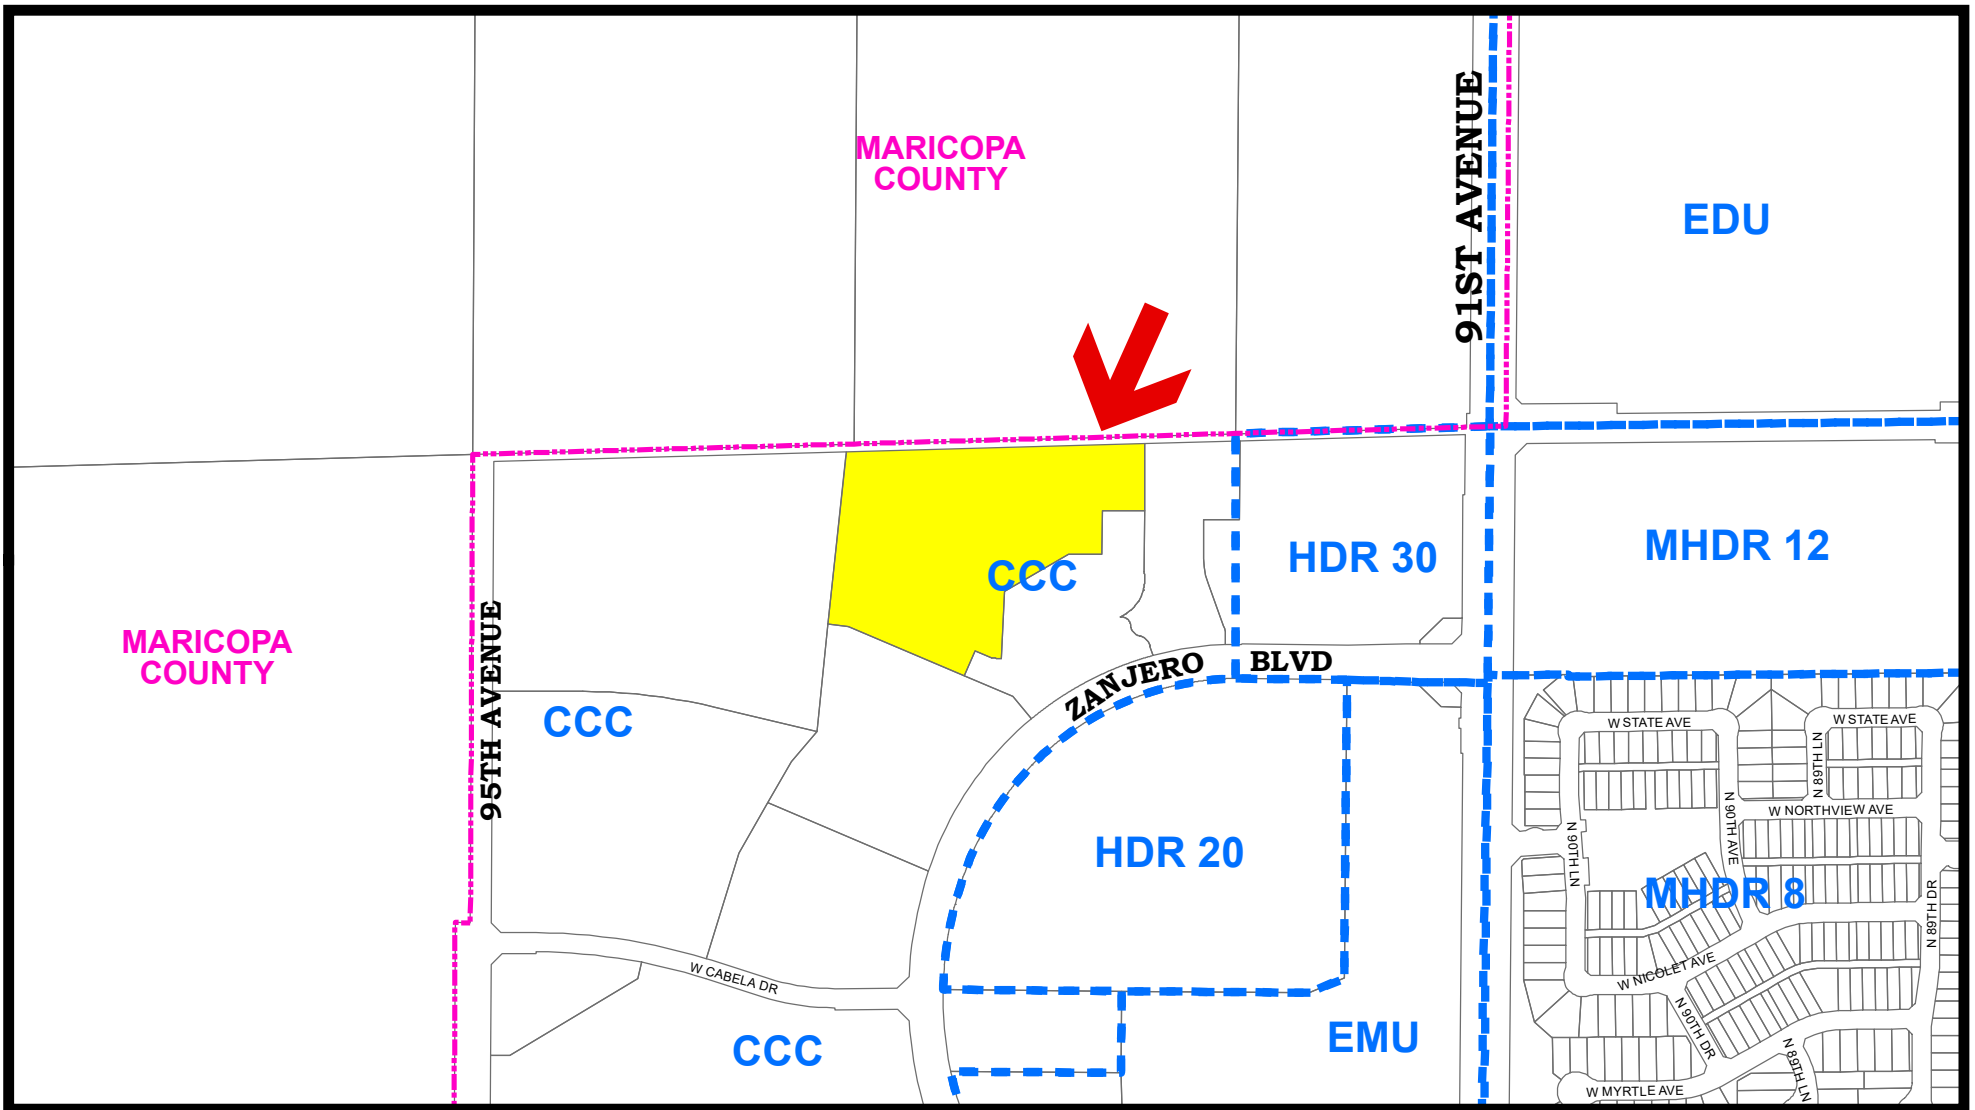 MARICOPA
COUNTY
91ST AVENUE
EDU
MARICOPA
COUNTY
95TH AVENUE
CCC
HDR 30
MHDR 12
ZANJERO BLVD
CCC
HDR 20
W STATE AVE
W STATE AVE
N 89TH LN
N 90TH AVE
W NORTHVIEW AVE
N 90TH LN
MHDR 8
N 89TH DR
W NICOLET AVE
W CABELA DR
N 90TH DR
CCC
EMU
N 89TH LN
W MYRTLE AVE